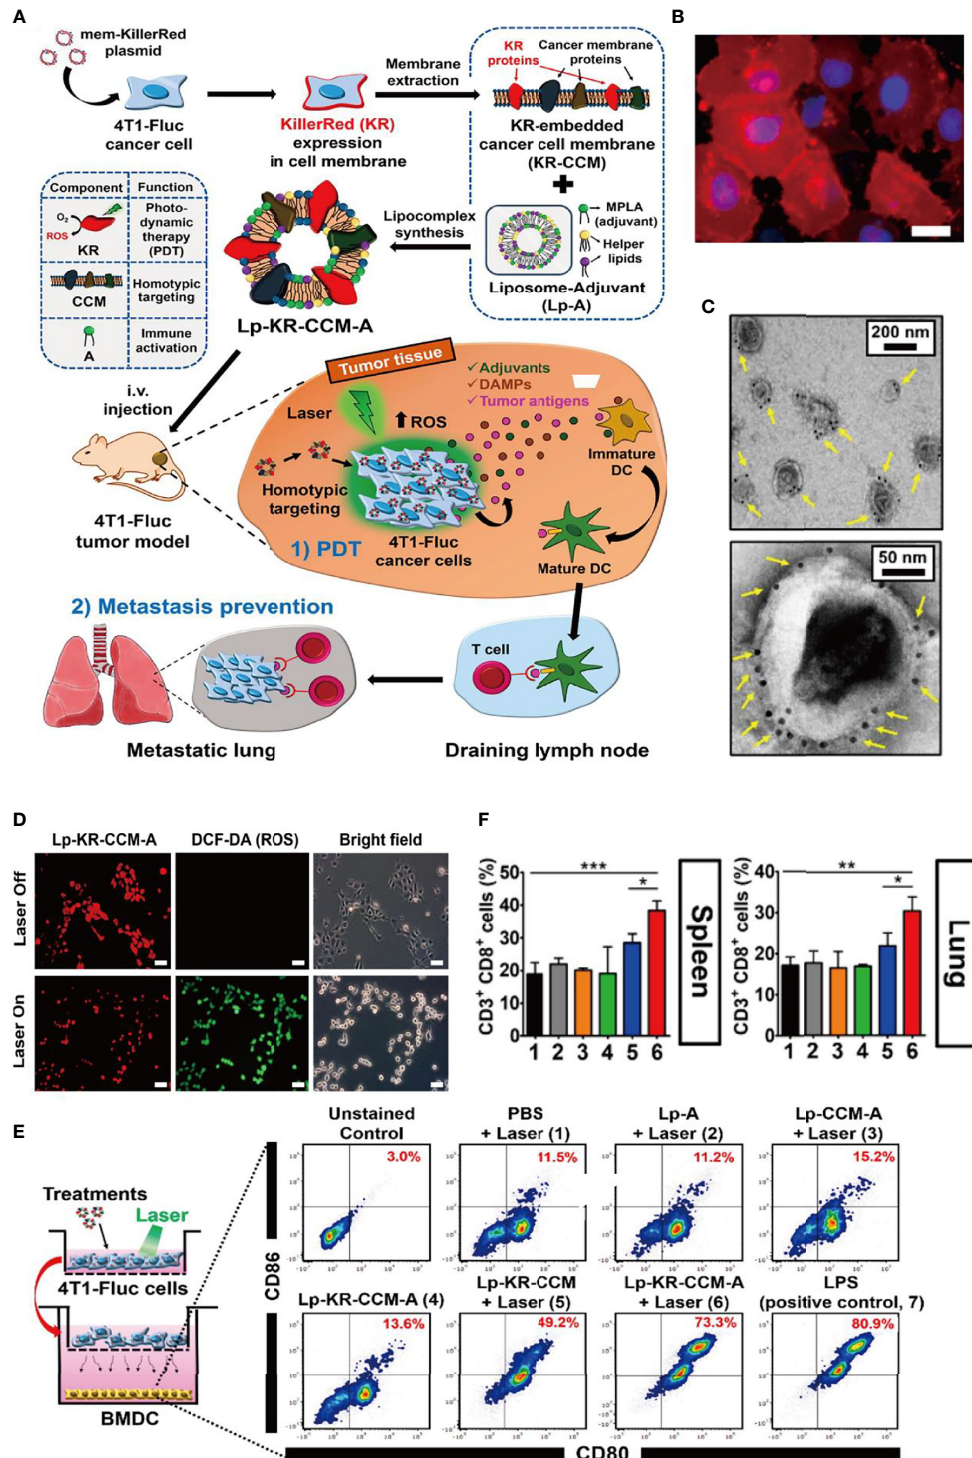 A
mem-KillerRed
plasmid
4T1-Fluc
cancer cell
KillerRed (KR)
expression
in cell membrane
Membrane
extraction
KR
proteins
Cancer membrane
proteins
KR-embedded
cancer cell membrane
(KR-CCM)
MPLA
(adjuvant)
Helper
lipids
Liposome-Adjuvant
(Lp-A)
Lipocomplex
synthesis
Lp-KR-CCM-A
Component
Function
O2
ROS
KR
Photo-
dynamic
therapy
(PDT)
CCM
Homotypic
targeting
A
Immune
activation
i.v.
injection
4T1-Fluc
tumor model
Tumor tissue
Laser
ROS
✓Adjuvants
✓DAMPs
✓Tumor antigens
Immature
DC
Homotypic
targeting
1) PDT
4T1-Fluc
cancer cells
Mature DC
2) Metastasis prevention
T cell
Metastatic lung
Draining lymph node
B
C
200 nm
50 nm
D
Lp-KR-CCM-A
DCF-DA (ROS)
Bright field
Laser Off
Laser On
F
CD3+ CD8+ cells (%)
50
40
30
20
10
0
1 2 3 4 5 6
***
*
Spleen
CD3+ CD8+ cells (%)
40
30
20
10
0
1 2 3 4 5 6
**
*
Lung
E
Treatments
Laser
4T1-Fluc cells
BMDC
CD86
Unstained
Control
3.0%
PBS
+ Laser (1)
11.5%
Lp-A
+ Laser (2)
11.2%
Lp-CCM-A
+ Laser (3)
15.2%
Lp-KR-CCM-A (4)
13.6%
Lp-KR-CCM
+ Laser (5)
49.2%
Lp-KR-CCM-A
+ Laser (6)
73.3%
LPS
(positive control, 7)
80.9%
CD80